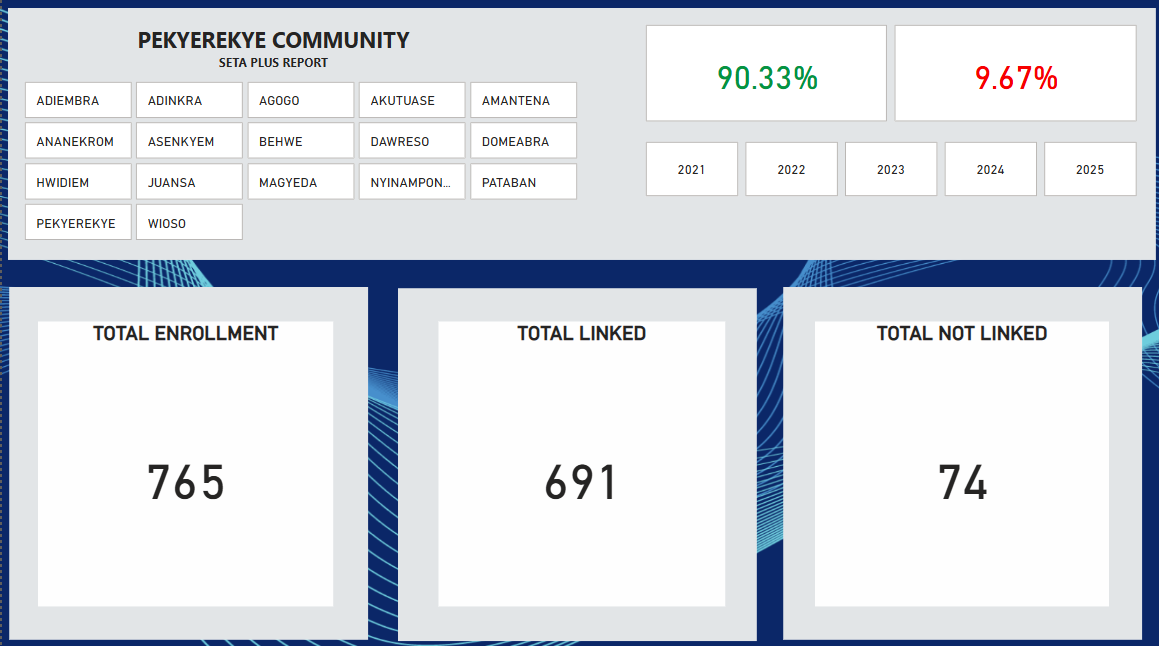 PEKYEREKYE COMMUNITY
SETA PLUS REPORT
ADIEMBRA ADINKRA AGOGO AKUTUASE AMANTENA
ANANEKROM ASENKYEM BEHWE DAWRESO DOMEABRA
HWIDIEM JUANSA MAGYEDA NYINAMPON... PATABAN
PEKYEREKYE WIOSO
90.33% 9.67%
2021 2022 2023 2024 2025
TOTAL ENROLLMENT
765
TOTAL LINKED
691
TOTAL NOT LINKED
74